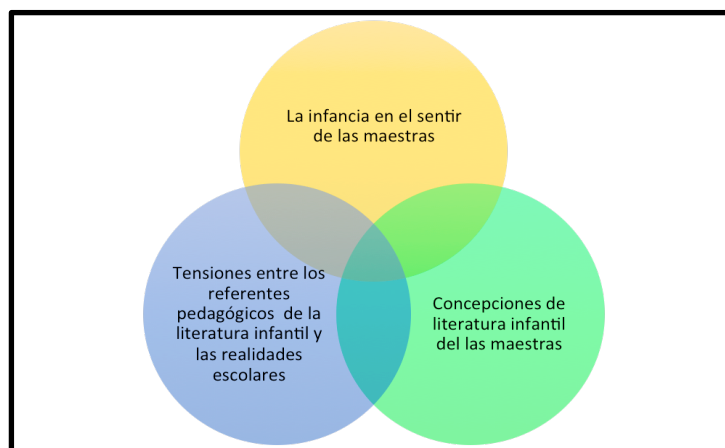 La infancia en el sentir
de las maestras
Tensiones entre los
referentes
pedagógicos de la
literatura infantil y
las realidades
escolares
Concepciones de
literatura infantil
del las maestras